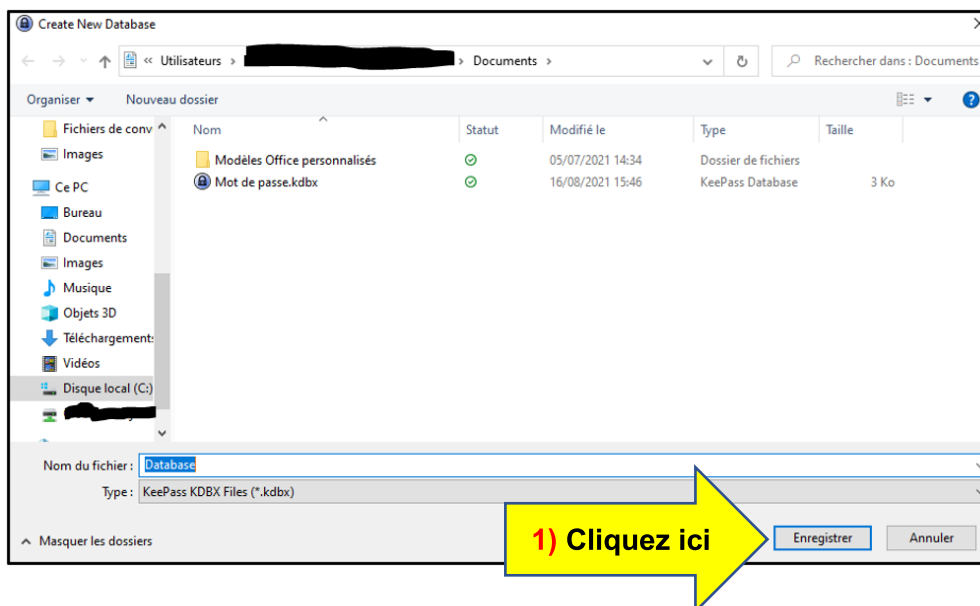 Create New Database
« Utilisateurs > > Documents >
Rechercher dans : Documents
Organiser
Nouveau dossier
?
Fichiers de conv
Images
Ce PC
Bureau
Documents
Images
Musique
Objets 3D
Téléchargement
Vidéos
Disque local (C:)
Nom Statut Modifié le Type Taille
Modèles Office personnalisés 05/07/2021 14:34 Dossier de fichiers
Mot de passe.kdbx 16/08/2021 15:46 KeePass Database 3 Ko
Nom du fichier : Database
Type : KeePass KDBX Files (*.kdbx)
Masquer les dossiers
1) Cliquez ici
Enregistrer
Annuler